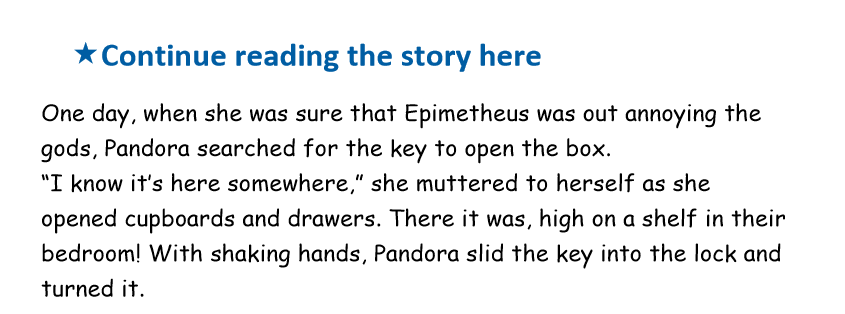 ★Continue reading the story here
One day, when she was sure that Epimetheus was out annoying the
gods, Pandora searched for the key to open the box.
“I know it’s here somewhere,” she muttered to herself as she
opened cupboards and drawers. There it was, high on a shelf in their
bedroom! With shaking hands, Pandora slid the key into the lock and
turned it.